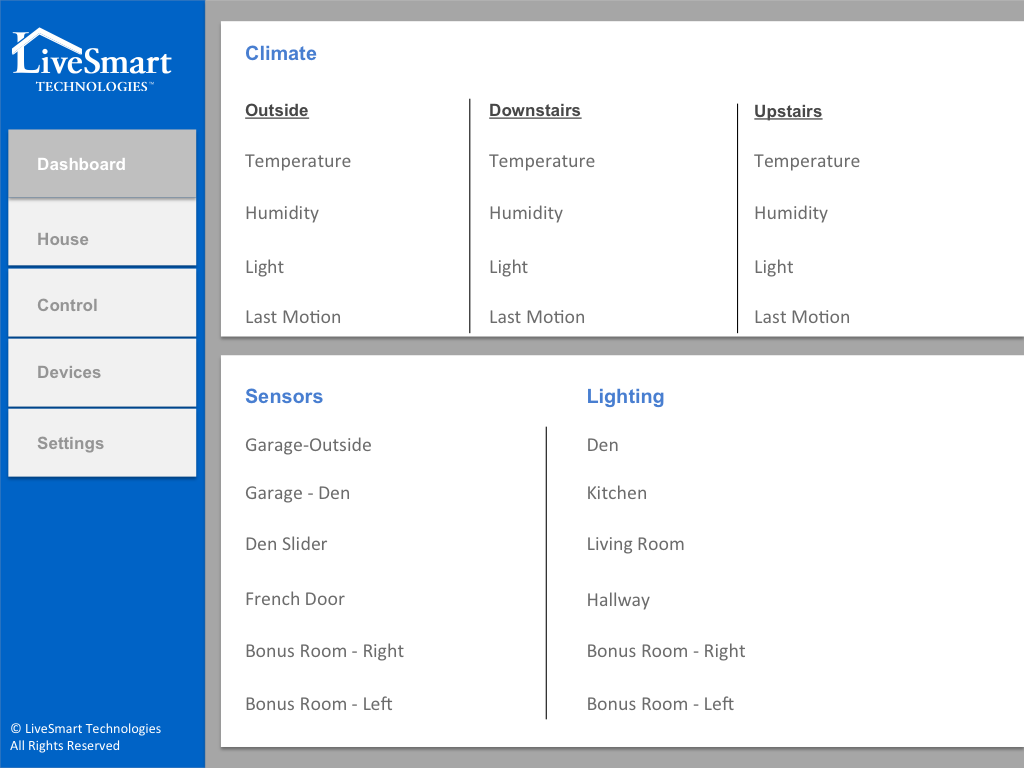 LiveSmart
TECHNOLOGIES™
Dashboard
House
Control
Devices
Settings
© LiveSmart Technologies
All Rights Reserved
Climate
Outside
Temperature
Humidity
Light
Last Motion
Downstairs
Temperature
Humidity
Light
Last Motion
Upstairs
Temperature
Humidity
Light
Last Motion
Sensors
Garage-Outside
Garage - Den
Den Slider
French Door
Bonus Room - Right
Bonus Room - Left
Lighting
Den
Kitchen
Living Room
Hallway
Bonus Room - Right
Bonus Room - Left